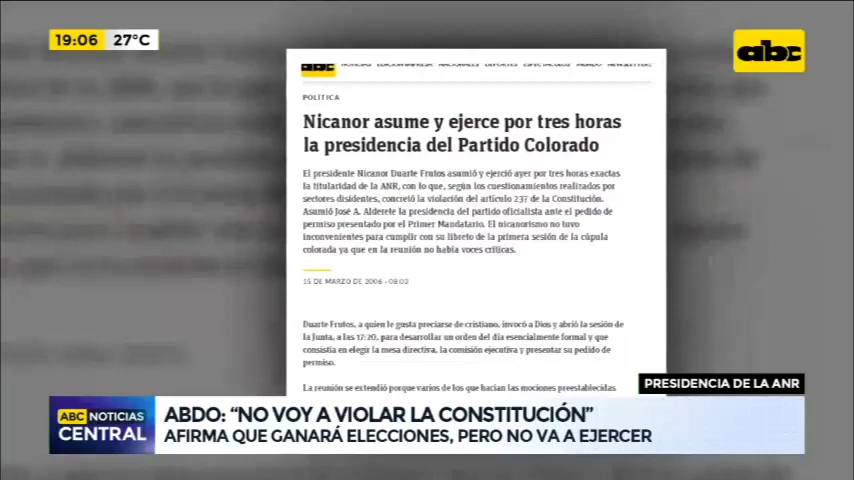 19:06 27°C
abc
POLÍTICA
Nicanor asume y ejerce por tres horas
la presidencia del Partido Colorado
El presidente Nicanor Duarte Frutos asumió y ejerció ayer por tres horas exactas
la titularidad de la ANR, con lo que, según los cuestionamientos realizados por
sectores disidentes, concretó la violación del artículo 237 de la Constitución.
Asumió José A. Alderete la presidencia del partido oficialista ante el pedido de
permiso presentado por el Primer Mandatario. El nicanorismo no tuvo
inconvenientes para cumplir con su libreto de la primera sesión de la cúpula
colorada ya que en la reunión no había voces críticas.
15 DE MARZO DE 2006 - 08:02
Duarte Frutos, a quien le gusta preciarse de cristiano, invocó a Dios y abrió la sesión de
la Junta, a las 17:20, para desarrollar un orden del día esencialmente formal y que
consistía en elegir la mesa directiva, la comisión ejecutiva y presentar su pedido de
permiso.
La reunión se extendió porque varios de los que hacían las mociones preestablecidas
PRESIDENCIA DE LA ANR
ABC NOTICIAS
CENTRAL
ABDO: “NO VOY A VIOLAR LA CONSTITUCIÓN”
AFIRMA QUE GANARÁ ELECCIONES, PERO NO VA A EJERCER